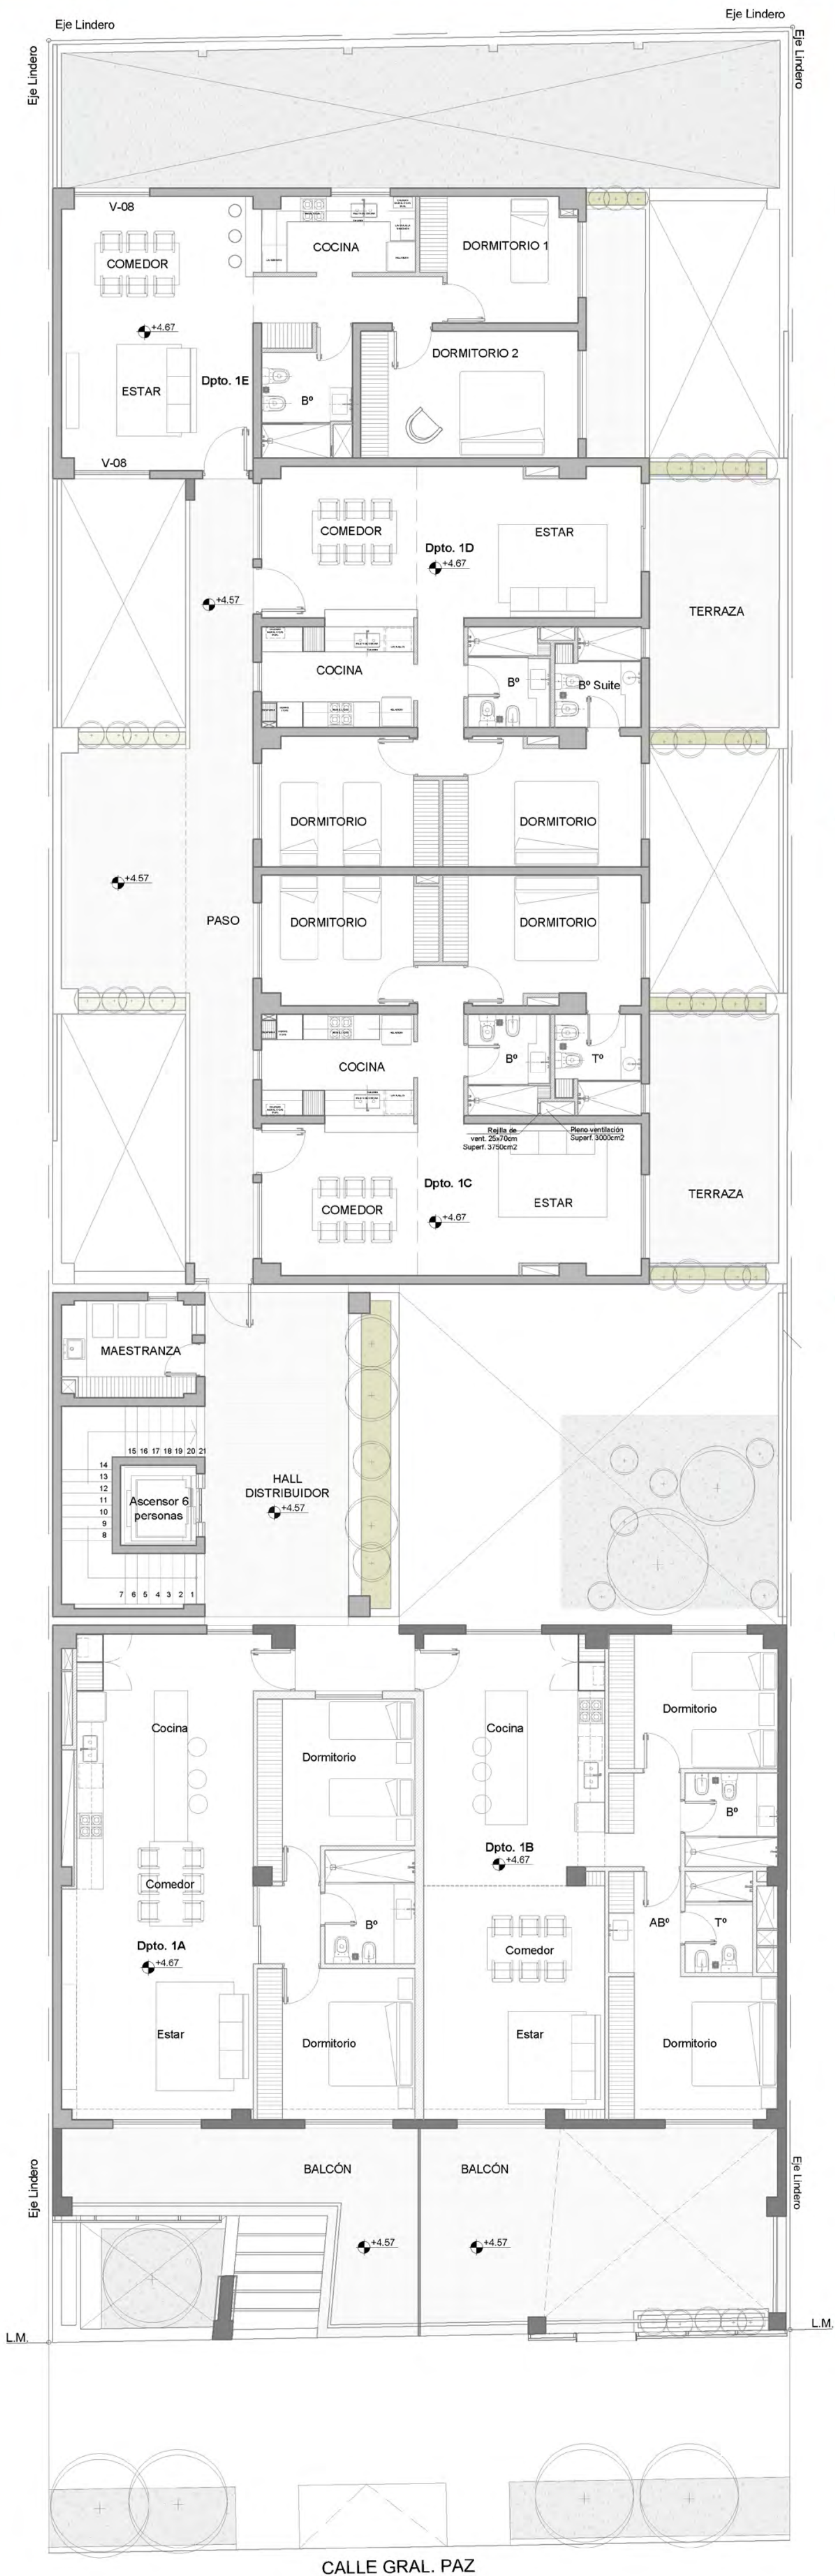 Eje Lindero
Eje Lindero
Eje Lindero
Eje Lindero
V-08
COMEDOR
COCINA
DORMITORIO 1
+4.67
DORMITORIO 2
ESTAR
Dpto. 1E
Bº
V-08
COMEDOR
ESTAR
Dpto. 1D
+4.67
+4.57
TERRAZA
COCINA
Bº
Bº Suite
DORMITORIO
DORMITORIO
+4.57
PASO
DORMITORIO
DORMITORIO
COCINA
Bº
Tº
Rejilla de
vent. 25x70cm
Superf. 3750cm2
Pleno ventilación
Superf. 3000cm2
Dpto. 1C
COMEDOR
+4.67
ESTAR
TERRAZA
MAESTRANZA
15 16 17 18 19 20 21
14
13
12
11
10
9
8
Ascensor 6
personas
HALL
DISTRIBUIDOR
+4.57
7 6 5 4 3 2 1
Cocina
Dormitorio
Cocina
Dormitorio
Bº
Dpto. 1B
+4.67
Comedor
Bº
ABº
Tº
Dpto. 1A
+4.67
Comedor
Estar
Dormitorio
Estar
Dormitorio
BALCÓN
BALCÓN
Eje Lindero
Eje Lindero
+4.57
+4.57
L.M.
L.M.
CALLE GRAL. PAZ